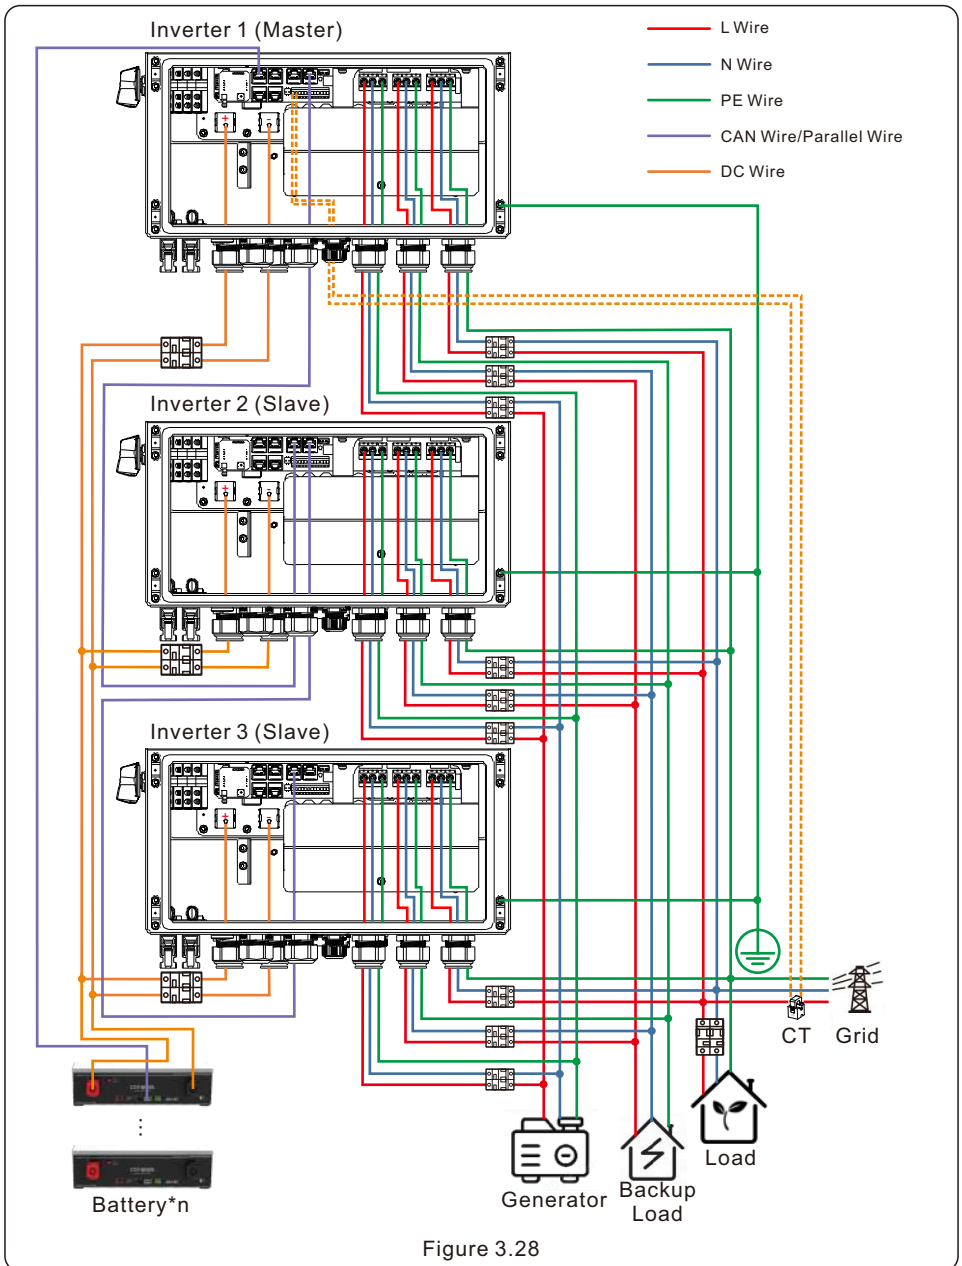 Inverter 1 (Master)
L Wire
N Wire
PE Wire
CAN Wire/Parallel Wire
DC Wire
+
-
Inverter 2 (Slave)
+
-
Inverter 3 (Slave)
+
-
CT
Grid
Load
Backup
Load
Generator
Battery*n
Figure 3.28